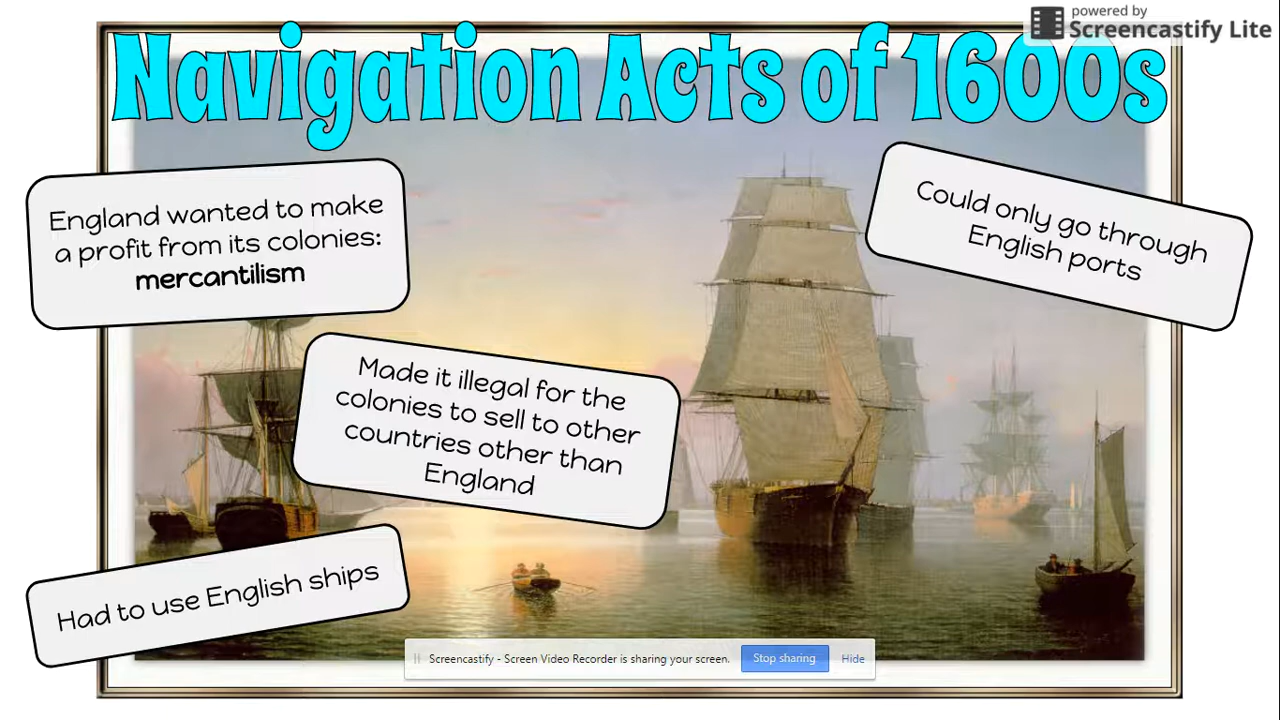 powered by
Screencastify Lite
Navigation Acts of 1600s
England wanted to make
a profit from its colonies:
mercantilism
Could only go through
English ports
Made it illegal for the
colonies to sell to other
countries other than
England
Had to use English ships
Screencastify - Screen Video Recorder is sharing your screen. Stop sharing Hide